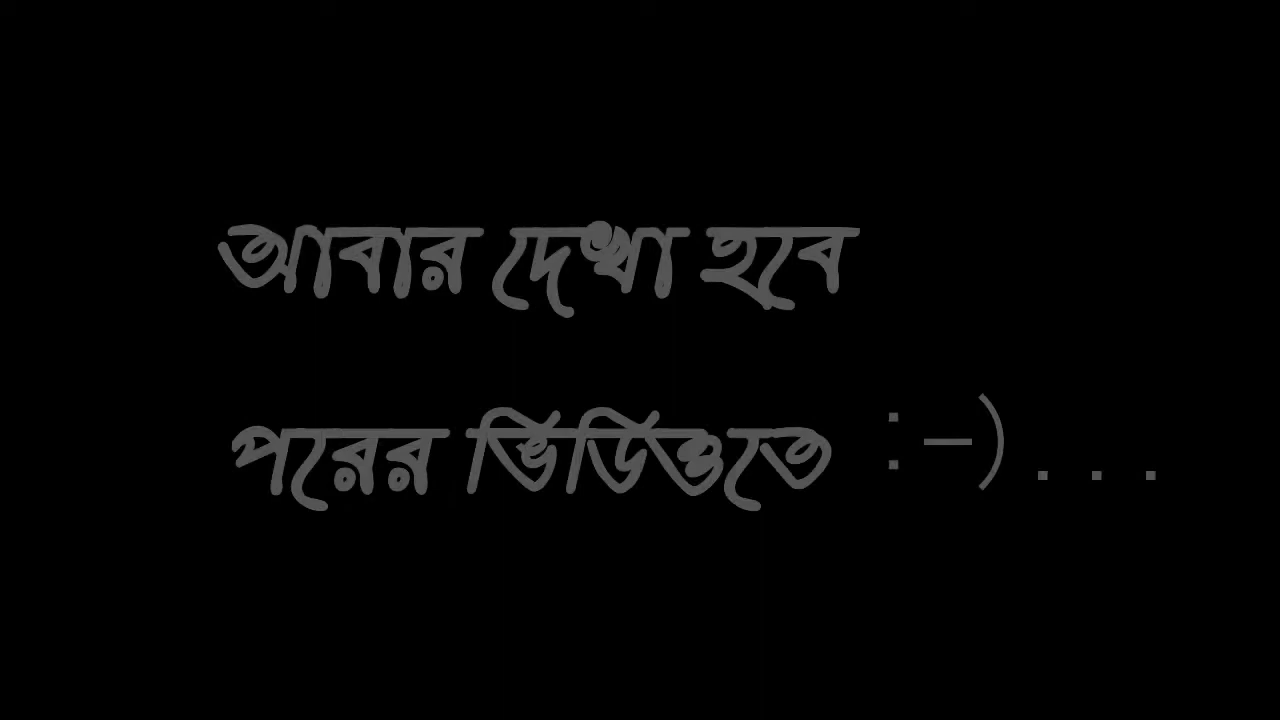 আবার দেখা হবে
পরের ভিডিওতে :-) . . .